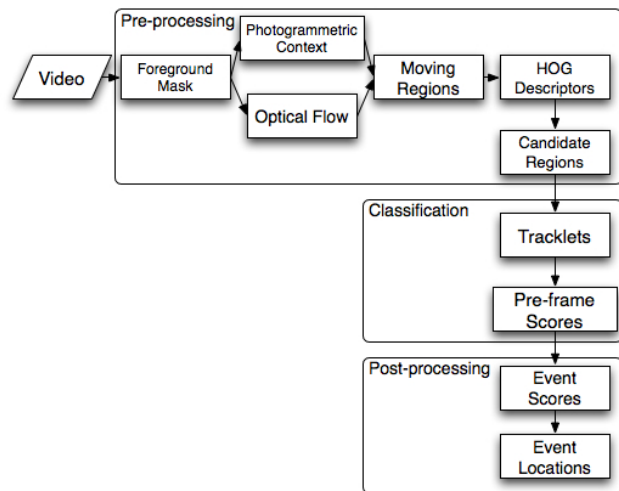 Pre-processing
Video
Foreground
Mask
Photogrammetric
Context
Optical Flow
Moving
Regions
HOG
Descriptors
Candidate
Regions
Classification
Tracklets
Pre-frame
Scores
Post-processing
Event
Scores
Event
Locations